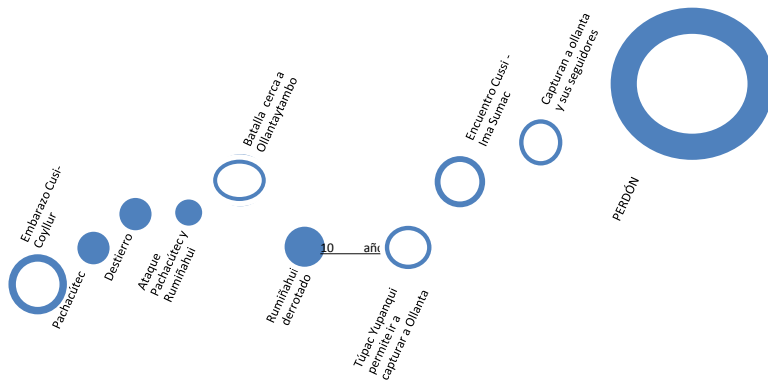 Embarazo Cusi-
Coyllur
Pachacútec
Destierro
Ataque
Pachacútec y
Rumiñahui
Batalla cerca a
Ollantaytambo
Rumiñahui
derrotado
10
Túpac Yupanqui
permite ir a
capturar a Ollanta
Encuentro Cussi -
Ima Sumac
Capturan a ollanta
y sus seguidores
PERDÓN